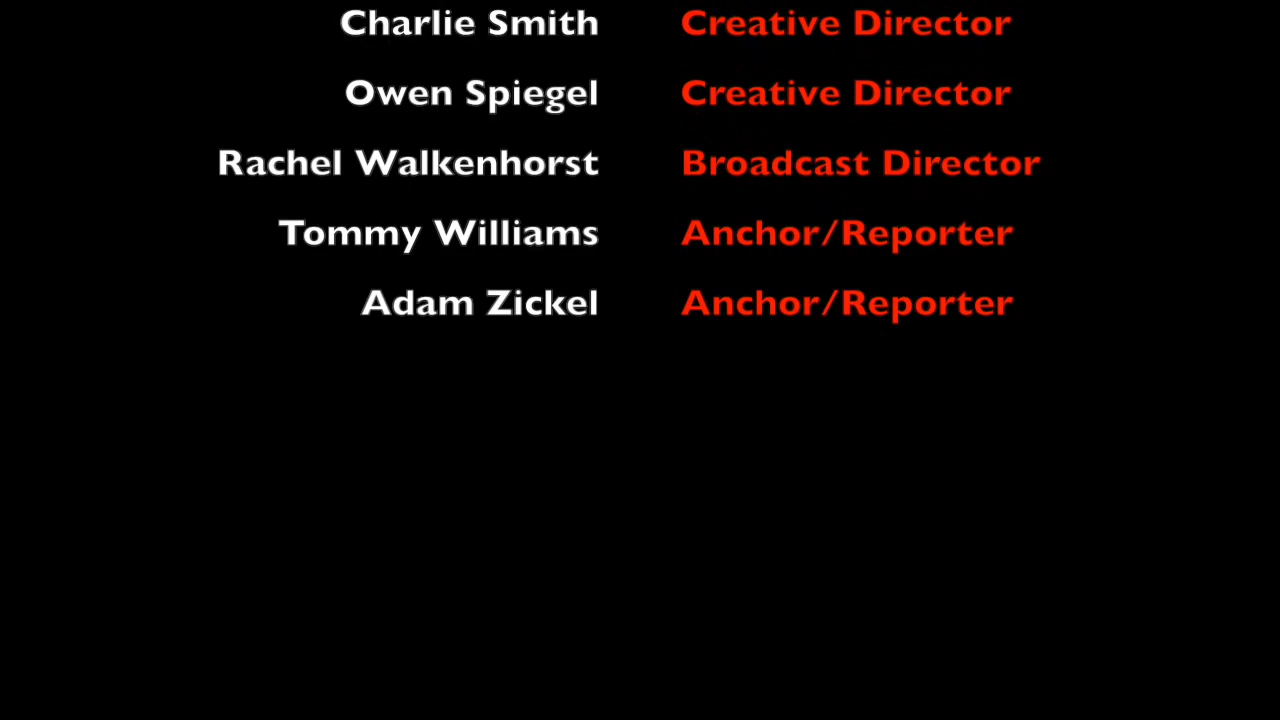 Charlie Smith Creative Director
Owen Spiegel Creative Director
Rachel Walkenhorst Broadcast Director
Tommy Williams Anchor/Reporter
Adam Zickel Anchor/Reporter